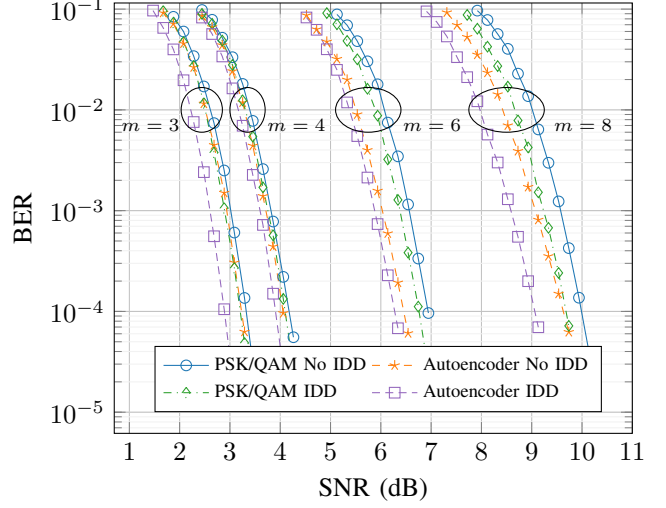 10⁻¹
10⁻²
10⁻³
10⁻⁴
10⁻⁵
BER
m = 3
m = 4
m = 6
m = 8
PSK/QAM No IDD
Autoencoder No IDD
PSK/QAM IDD
Autoencoder IDD
1 2 3 4 5 6 7 8 9 10 11
SNR (dB)